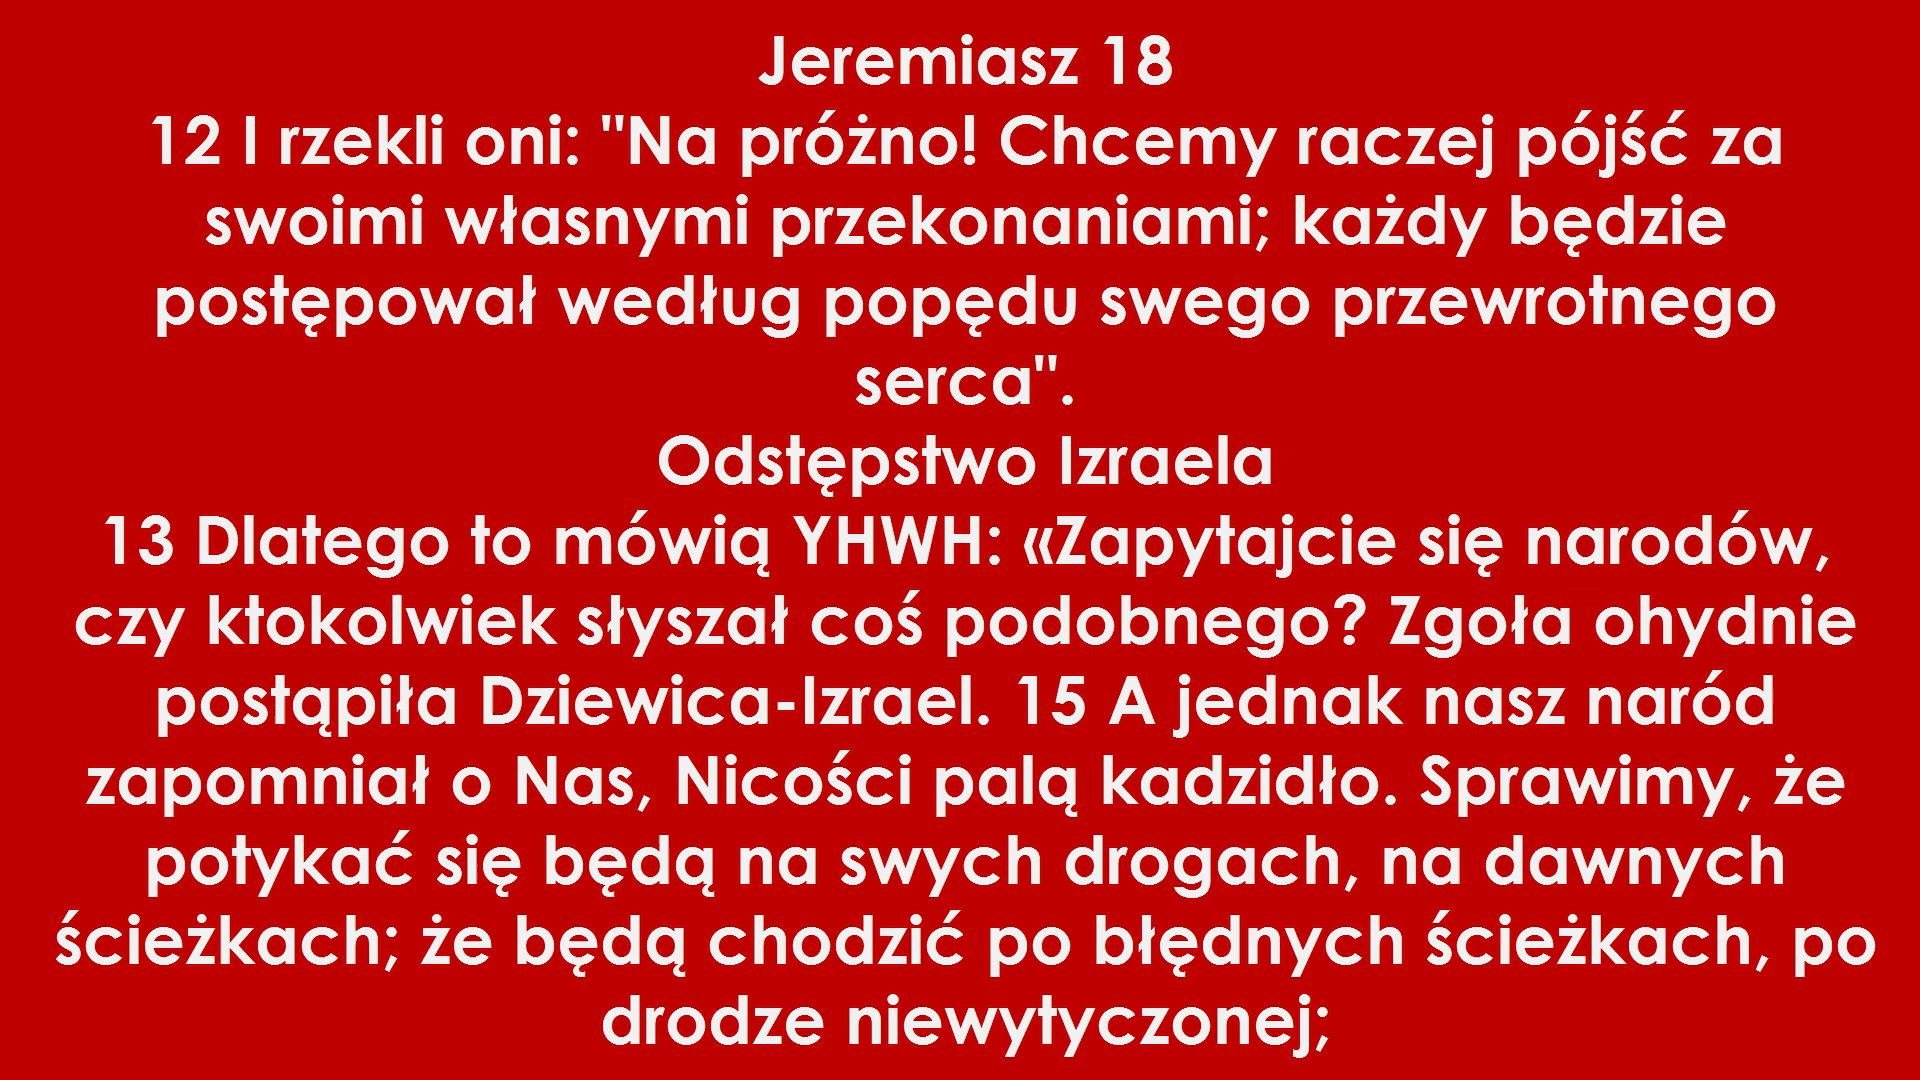 Jeremiasz 18
12 I rzekli oni: "Na próżno! Chcemy raczej pójść za
swoimi własnymi przekonaniami; każdy będzie
postępował według popędu swego przewrotnego
serca".
Odstępstwo Izraela
13 Dlatego to mówią YHWH: «Zapytajcie się narodów,
czy ktokolwiek słyszał coś podobnego? Zgoła ohydnie
postąpiła Dziewica-Izrael. 15 A jednak nasz naród
zapomniał o Nas, Nicości palą kadzidło. Sprawimy, że
potykać się będą na swych drogach, na dawnych
ścieżkach; że będą chodzić po błędnych ścieżkach, po
drodze niewytyczonej;